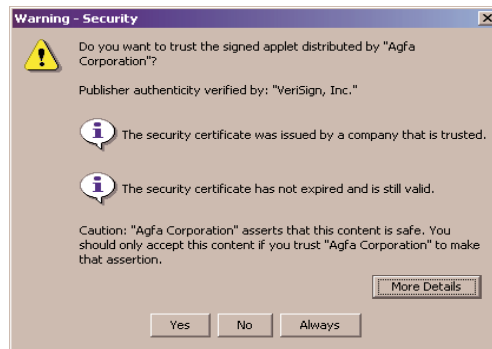 Warning - Security
Do you want to trust the signed applet distributed by "Agfa
Corporation"?
Publisher authenticity verified by: "VeriSign, Inc."
The security certificate was issued by a company that is trusted.
The security certificate has not expired and is still valid.
Caution: "Agfa Corporation" asserts that this content is safe. You
should only accept this content if you trust "Agfa Corporation" to make
that assertion.
More Details
Yes No Always